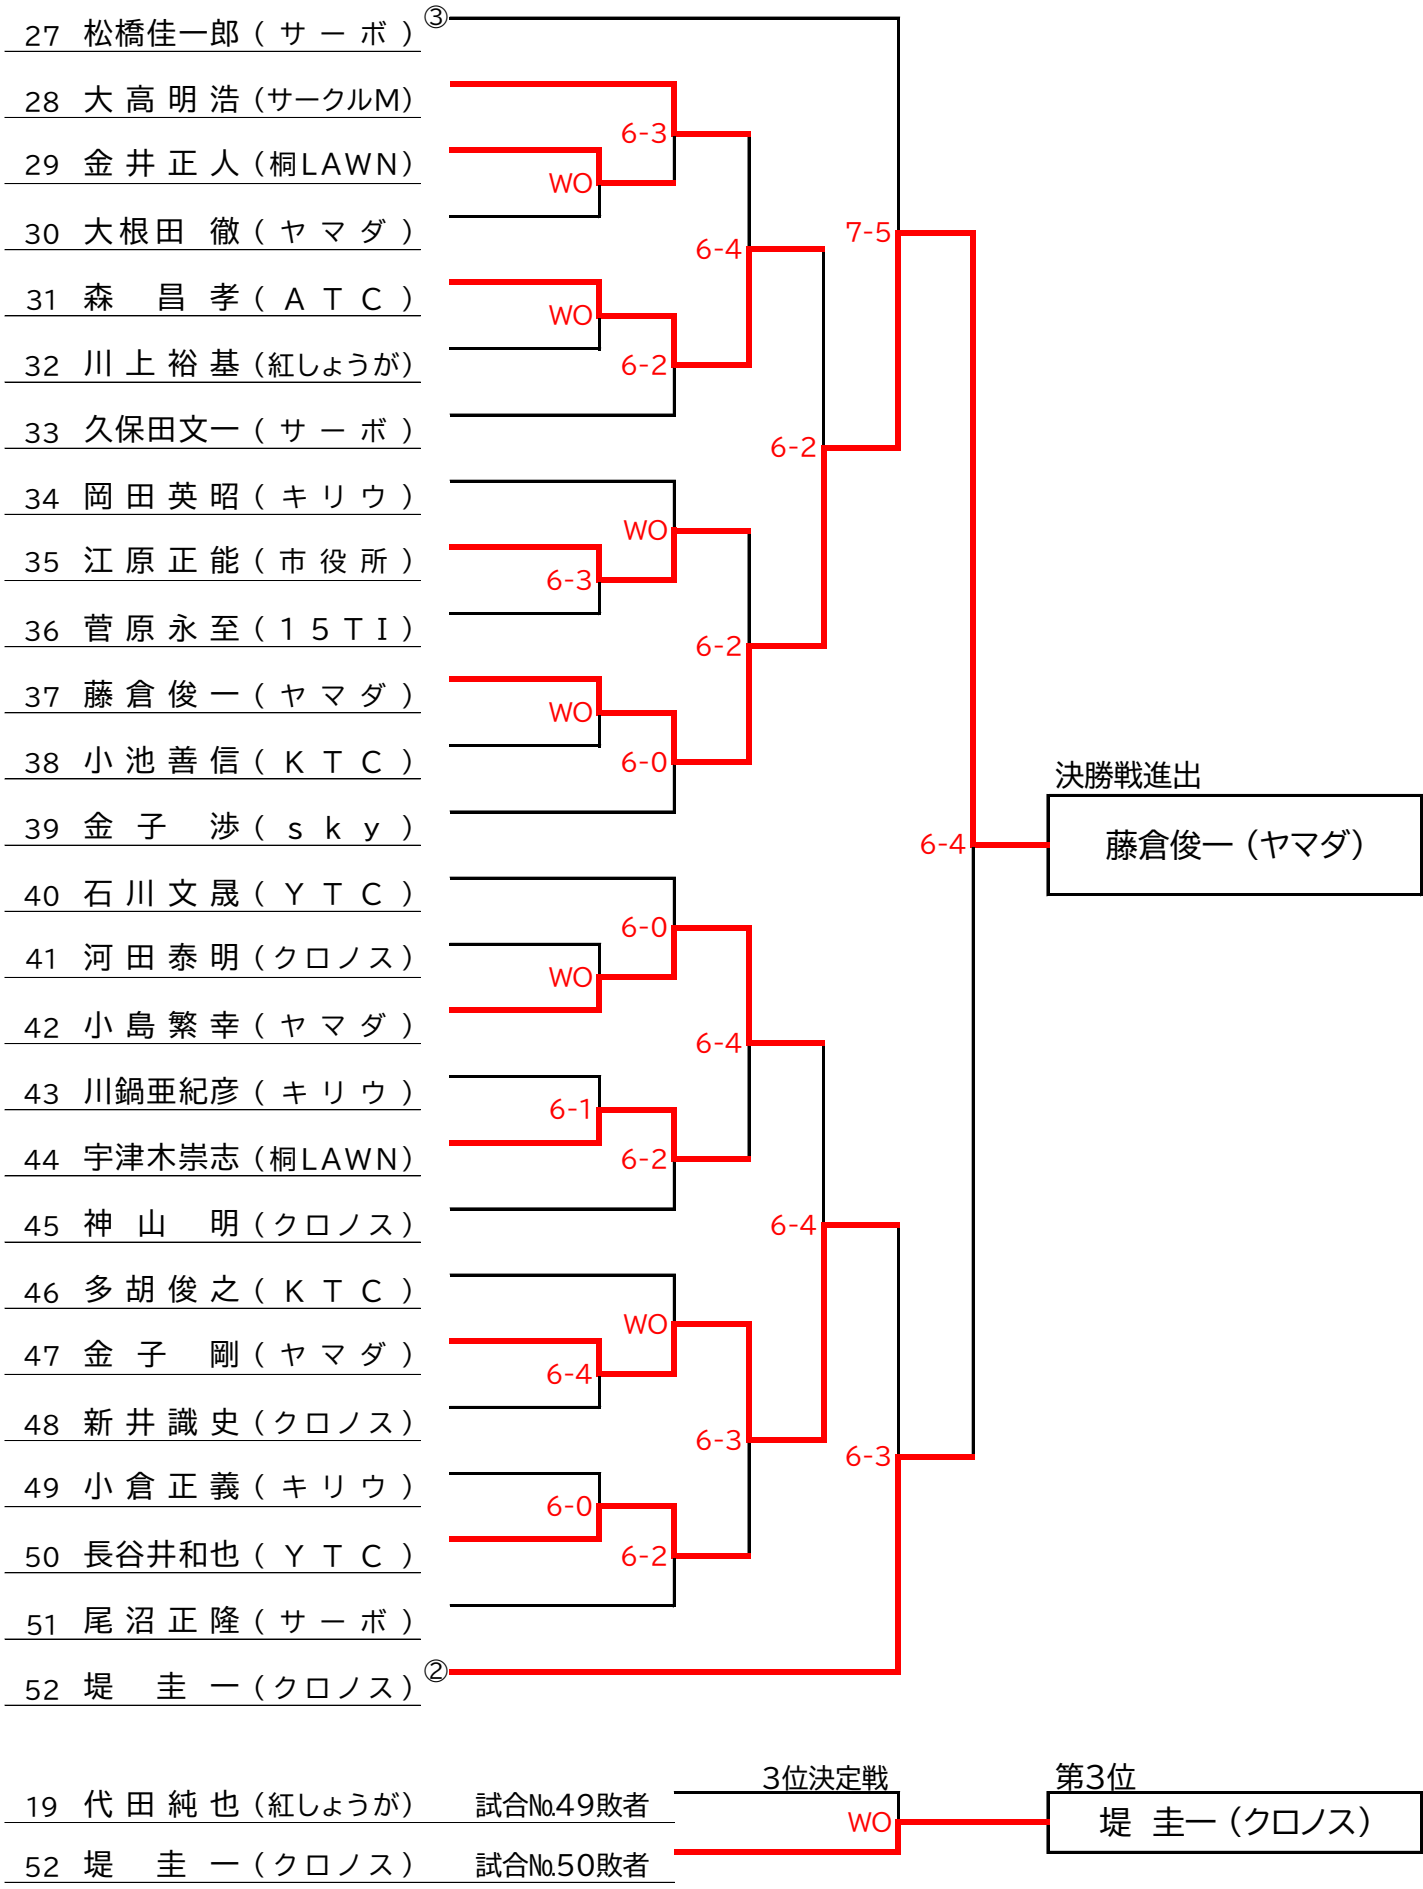 27 松橋佳一郎 ( サ ー ボ ) ③
28 大 高 明 浩 (サークルM)
6-3
29 金 井 正 人 (桐LAWN)
WO
30 大根田 徹 ( ヤ マ ダ )
7-5
6-4
31 森 昌 孝 ( A T C )
WO
32 川 上 裕 基 (紅しょうが)
6-2
33 久保田文一 ( サ ー ボ )
6-2
34 岡 田 英 昭 ( キ リ ウ )
WO
35 江 原 正 能 ( 市 役 所 )
6-3
36 菅 原 永 至 ( 1 5 T I )
6-2
37 藤 倉 俊 一 ( ヤ マ ダ )
WO
38 小 池 善 信 ( K T C )
6-0
決勝戦進出
39 金 子 渉 ( s k y )
6-4
藤倉俊一 (ヤマダ)
40 石 川 文 晟 ( Y T C )
6-0
41 河 田 泰 明 (クロノス)
WO
42 小 島 繁 幸 ( ヤ マ ダ )
6-4
43 川鍋亜紀彦 ( キ リ ウ )
6-1
44 宇津木崇志 (桐LAWN)
6-2
45 神 山 明 (クロノス)
6-4
46 多 胡 俊 之 ( K T C )
WO
47 金 子 剛 ( ヤ マ ダ )
6-4
48 新 井 識 史 (クロノス)
6-3
6-3
49 小 倉 正 義 ( キ リ ウ )
6-0
50 長谷井和也 ( Y T C )
6-2
51 尾 沼 正 隆 ( サ ー ボ )
52 堤 圭 一 (クロノス) ②
3位決定戦
第3位
19 代 田 純 也 (紅しょうが) 試合№49敗者
WO
堤 圭一 (クロノス)
52 堤 圭 一 (クロノス) 試合№50敗者